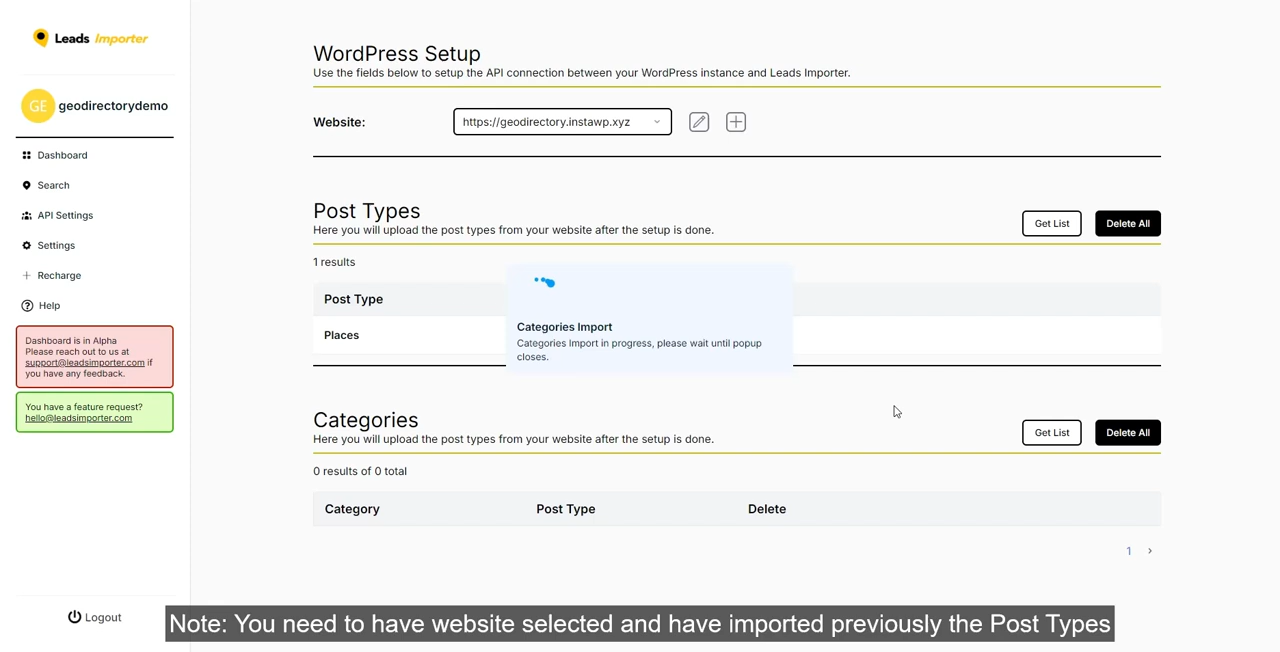 Leads Importer
GE geodirectorydemo
Dashboard
Search
API Settings
Settings
Recharge
Help
Dashboard is in Alpha
Please reach out to us at
support@leadsimporter.com if
you have any feedback.
You have a feature request?
hello@leadsimporter.com
Logout
WordPress Setup
Use the fields below to setup the API connection between your WordPress instance and Leads Importer.
Website: https://geodirectory.instawp.xyz
Post Types
Here you will upload the post types from your website after the setup is done.
Get List Delete All
1 results
Post Type
Places
Categories Import
Categories Import in progress, please wait until popup
closes.
Categories
Here you will upload the post types from your website after the setup is done.
Get List Delete All
0 results of 0 total
Category Post Type Delete
1
Note: You need to have website selected and have imported previously the Post Types